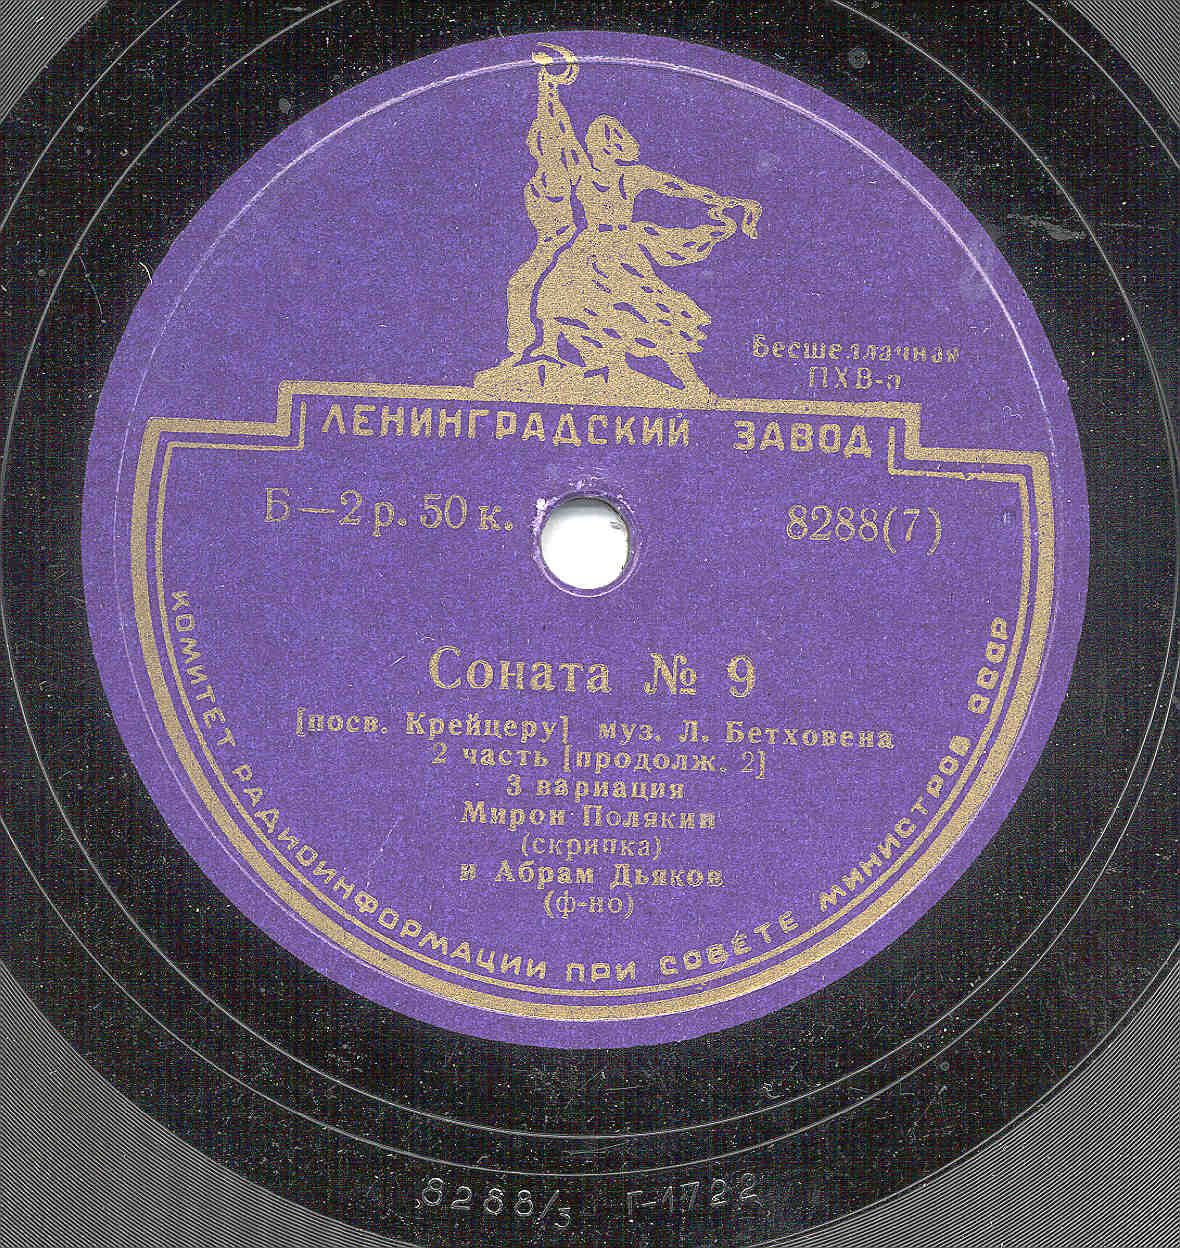 Бесшеллачная
ПХВ-п
ЛЕНИНГРАДСКИЙ ЗАВОД
Б—2 р. 50 к.
8288(7)
Соната № 9
[посв. Крейцеру] муз. Л. Бетховена
2 часть [продолж. 2]
3 вариация
Мирон Полякин
(скрипка)
и Абрам Дьяков
(ф-но)
КОМИТЕТ РАДИОИНФОРМАЦИИ ПРИ СОВЕТЕ МИНИСТРОВ СССР
8288/3 Г-1722